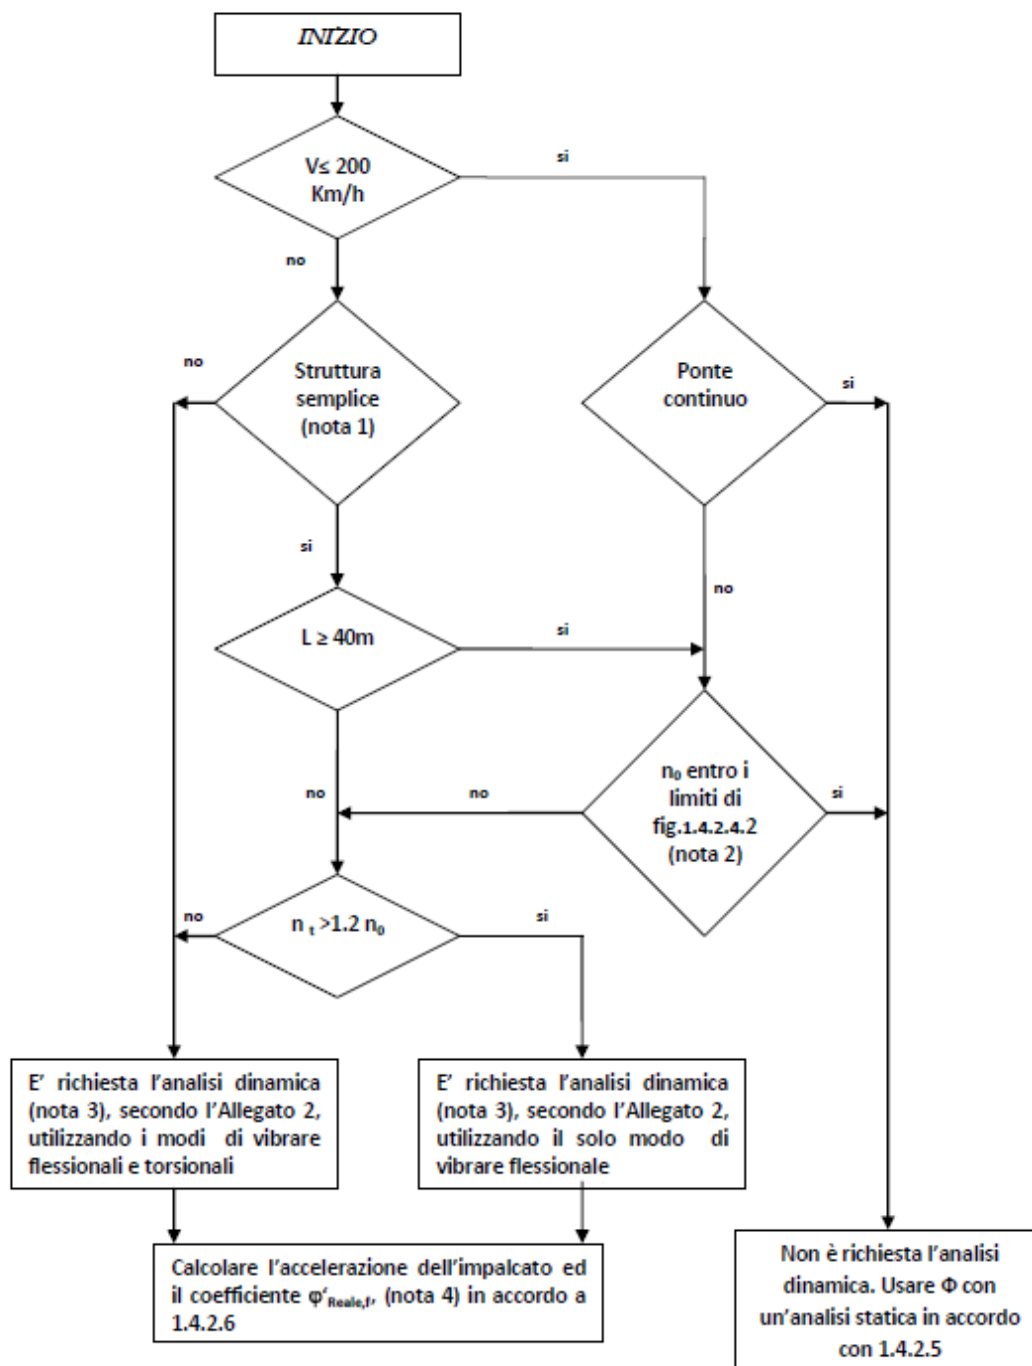 INIZIO
V≤ 200
Km/h
si
no
no
Struttura
semplice
(nota 1)
Ponte
continuo
si
si
no
L ≥ 40m
si
no
no
n₀ entro i
limiti di
fig.1.4.2.4.2
(nota 2)
si
no
n t >1.2 n₀
si
E' richiesta l'analisi dinamica
(nota 3), secondo l'Allegato 2,
utilizzando i modi di vibrare
flessionali e torsionali
E' richiesta l'analisi dinamica
(nota 3), secondo l'Allegato 2,
utilizzando il solo modo di
vibrare flessionale
Calcolare l'accelerazione dell'impalcato ed
il coefficiente φ'Reale,f, (nota 4) in accordo a
1.4.2.6
Non è richiesta l'analisi
dinamica. Usare Φ con
un'analisi statica in accordo
con 1.4.2.5